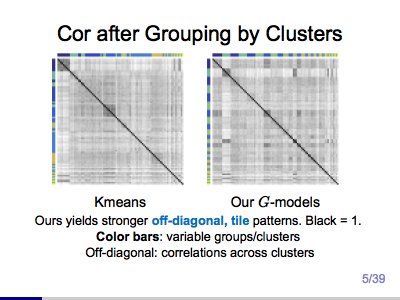 Cor after Grouping by Clusters
Kmeans
Our G-models
Ours yields stronger off-diagonal, tile patterns. Black = 1.
Color bars: variable groups/clusters
Off-diagonal: correlations across clusters
5/39